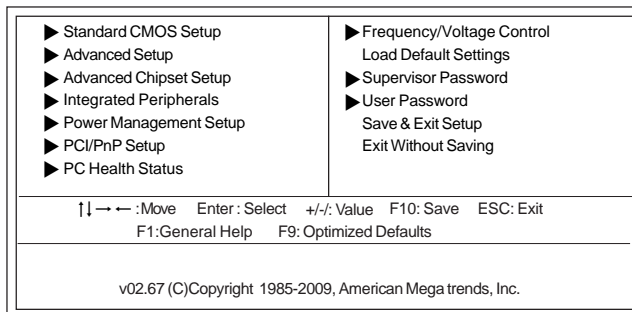 ▶ Standard CMOS Setup
▶ Advanced Setup
▶ Advanced Chipset Setup
▶ Integrated Peripherals
▶ Power Management Setup
▶ PCI/PnP Setup
▶ PC Health Status
▶ Frequency/Voltage Control
Load Default Settings
▶ Supervisor Password
▶ User Password
Save & Exit Setup
Exit Without Saving
↑↓→← :Move Enter : Select +/-/: Value F10: Save ESC: Exit
F1:General Help F9: Optimized Defaults
v02.67 (C)Copyright 1985-2009, American Mega trends, Inc.